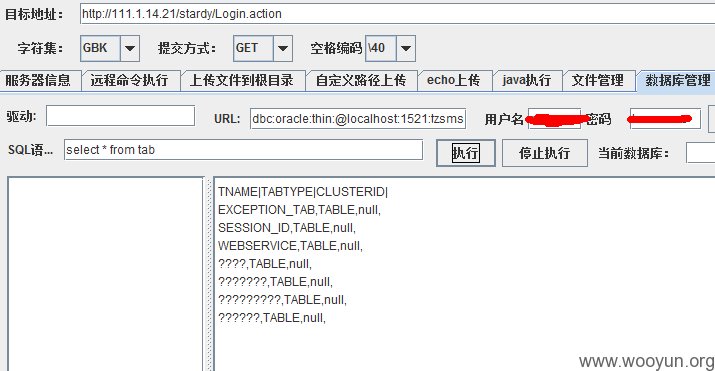 目标地址： http://111.1.14.21/stardy/Login.action
字符集： GBK 提交方式： GET 空格编码 \40
服务器信息 远程命令执行 上传文件到根目录 自定义路径上传 echo上传 java执行 文件管理 数据库管理
驱动: URL: dbc:oracle:thin:@localhost:1521:tzsms 用户名 密码
SQL语... select * from tab 执行 停止执行 当前数据库：
TNAME|TABTYPE|CLUSTERID|
EXCEPTION_TAB,TABLE,null,
SESSION_ID,TABLE,null,
WEBSERVICE,TABLE,null,
????,TABLE,null,
???????,TABLE,null,
?????????,TABLE,null,
??????,TABLE,null,
www.wooyun.org